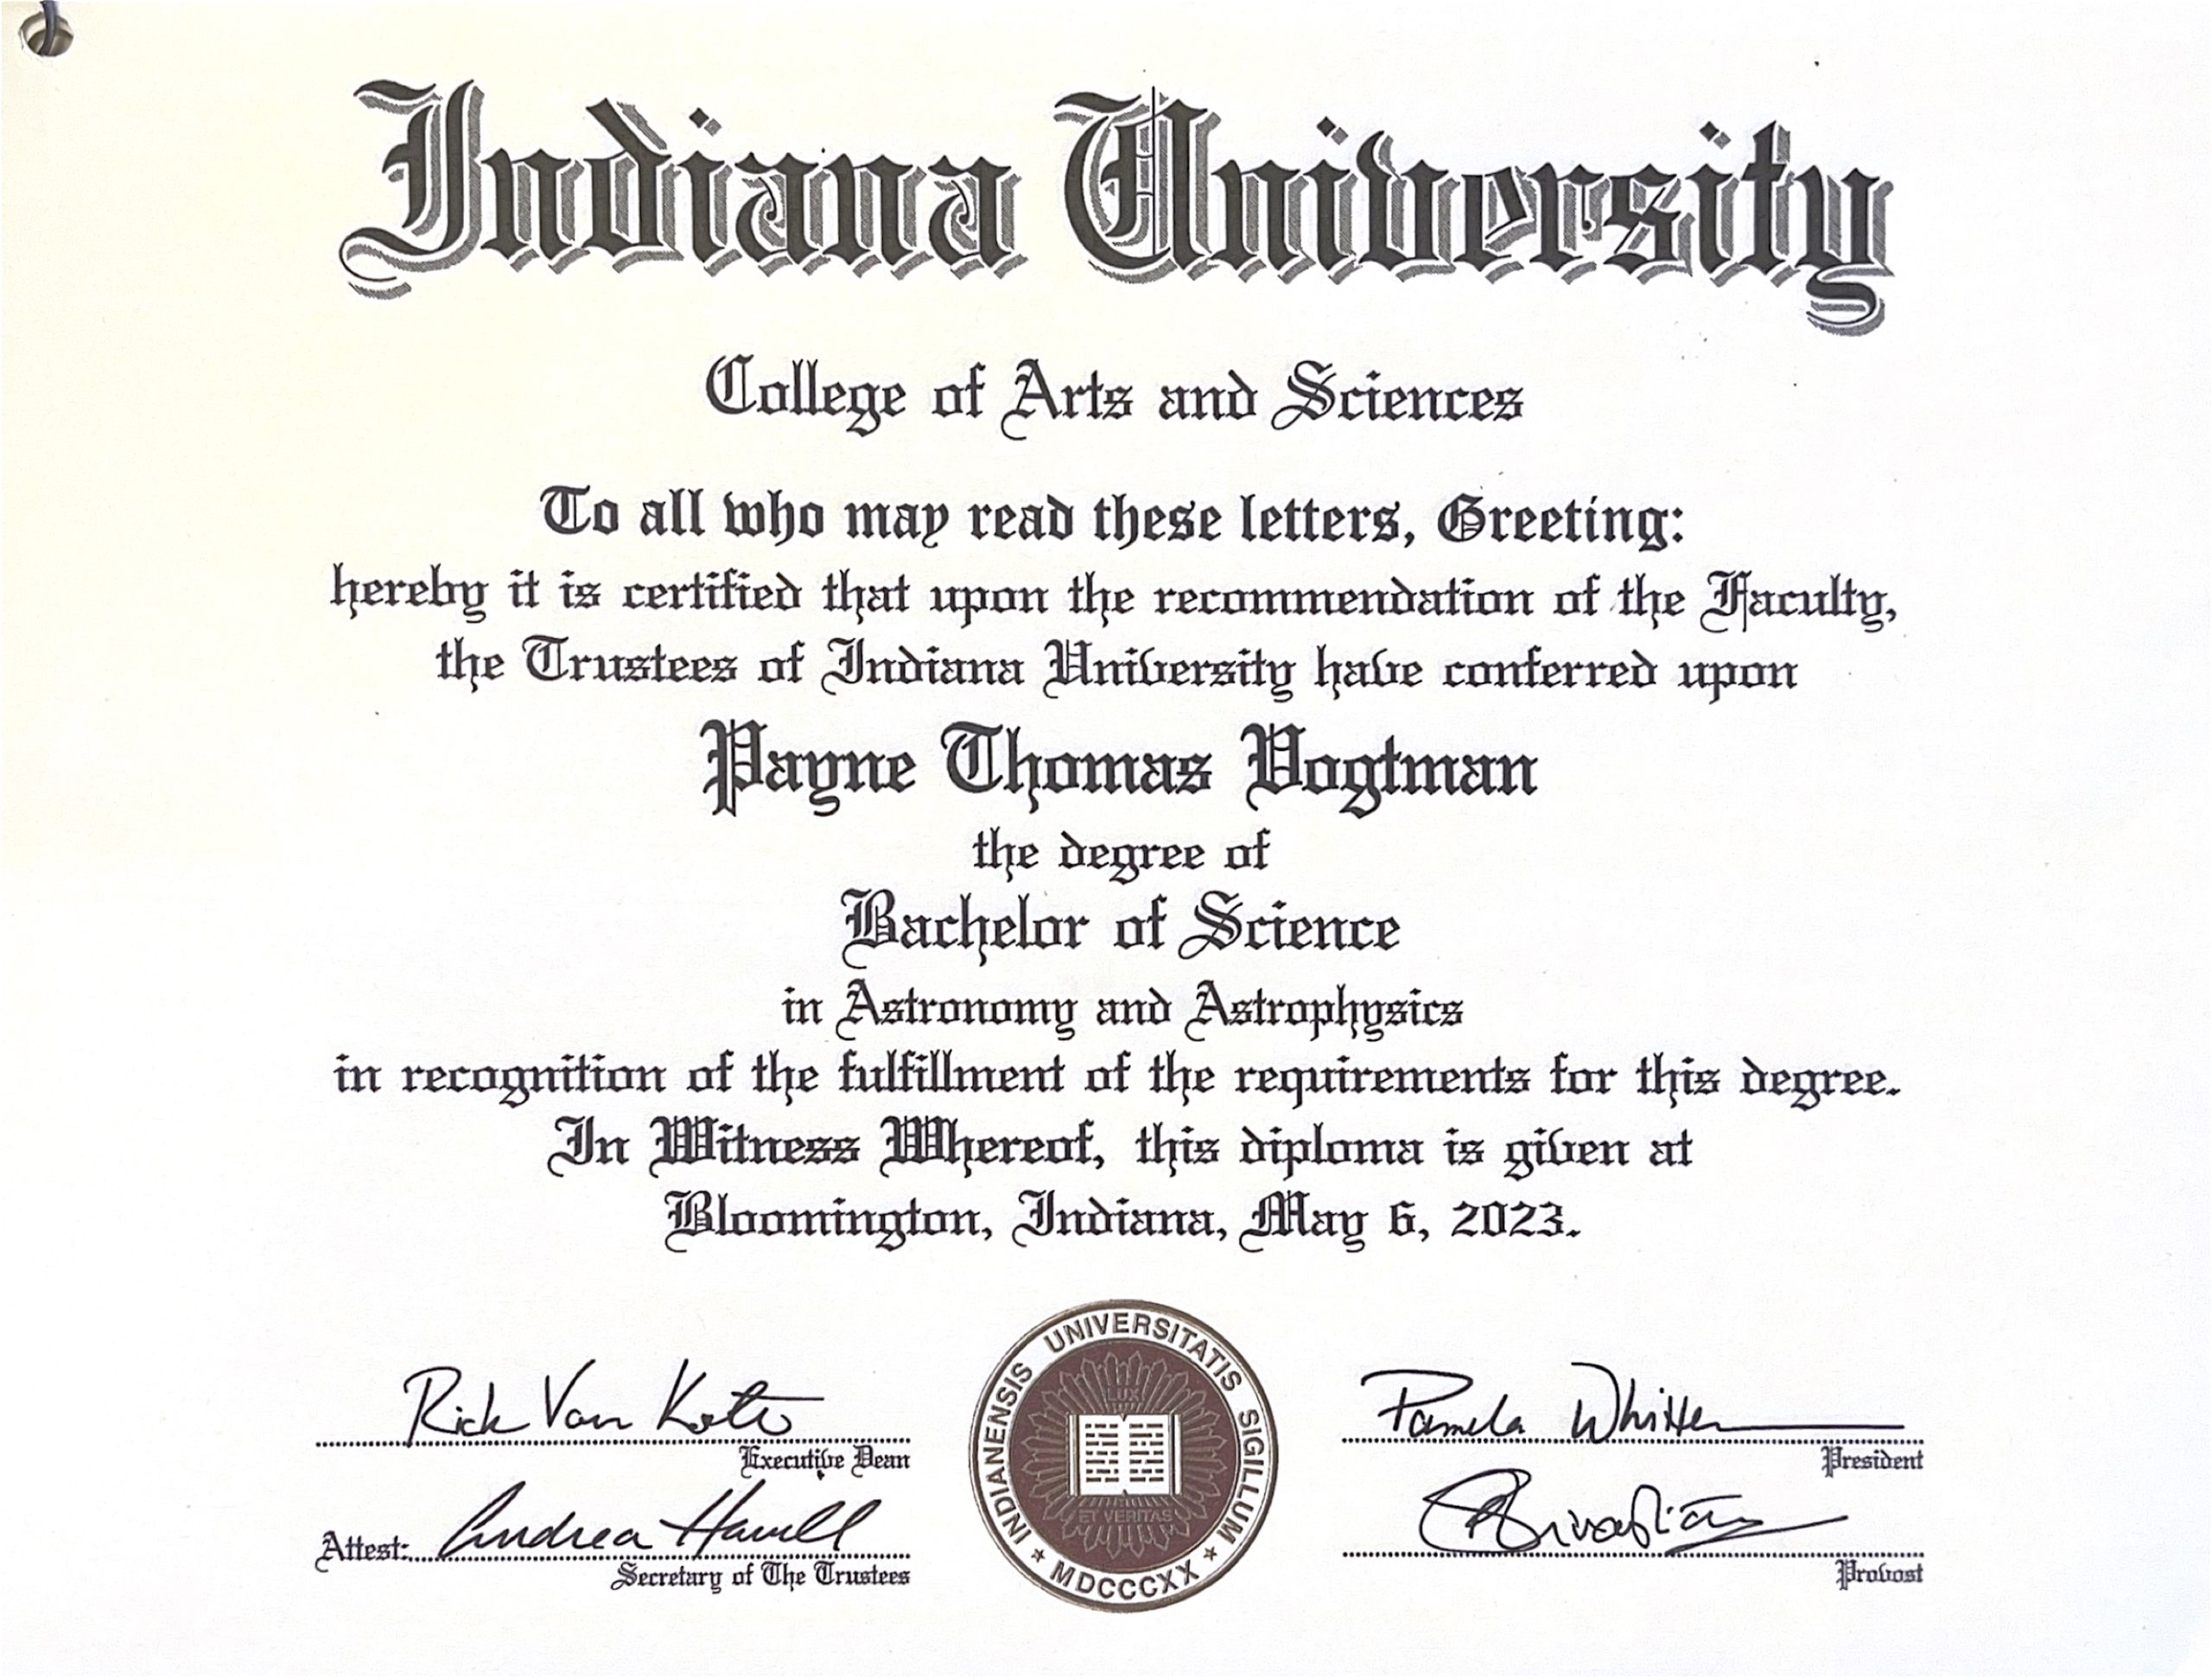 Indiana University
College of Arts and Sciences
To all who may read these letters, Greeting:
hereby it is certified that upon the recommendation of the Faculty,
the Trustees of Indiana University have conferred upon
Payne Thomas Vogtman
the degree of
Bachelor of Science
in Astronomy and Astrophysics
in recognition of the fulfillment of the requirements for this degree.
In Witness Whereof, this diploma is given at
Bloomington, Indiana, May 6, 2023.
Rick Van
Executive Dean
Attest: Andrea
Secretary of The Trustees
INDIANENSIS UNIVERSITATIS SIGILLUM
LUX
ET VERITAS
MDCCCXX
Pamela Whitten
President
Provost